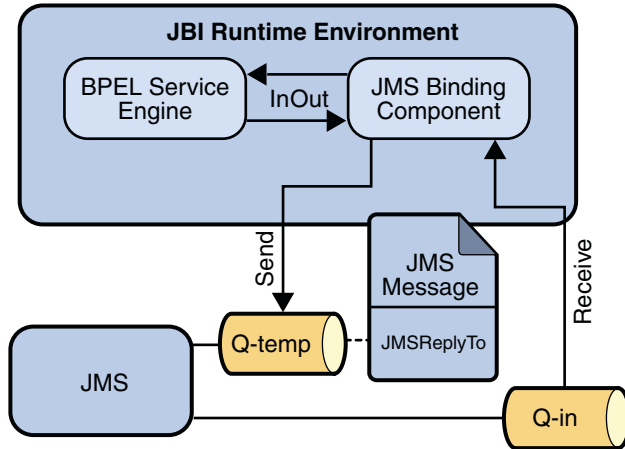 JBI Runtime Environment
BPEL Service
Engine
InOut
JMS Binding
Component
Send
Receive
JMS
Message
JMSReplyTo
Q-temp
JMS
Q-in